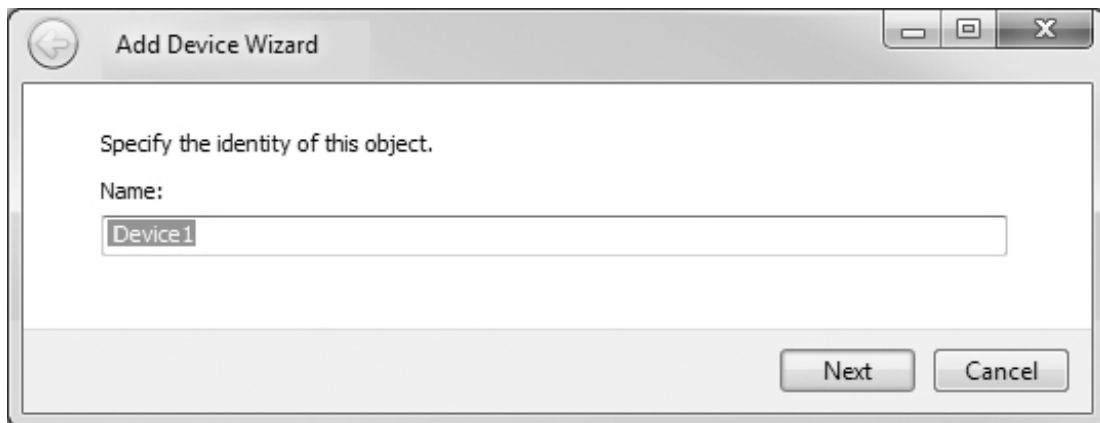 Add Device Wizard
Specify the identity of this object.
Name:
Device1
Next Cancel